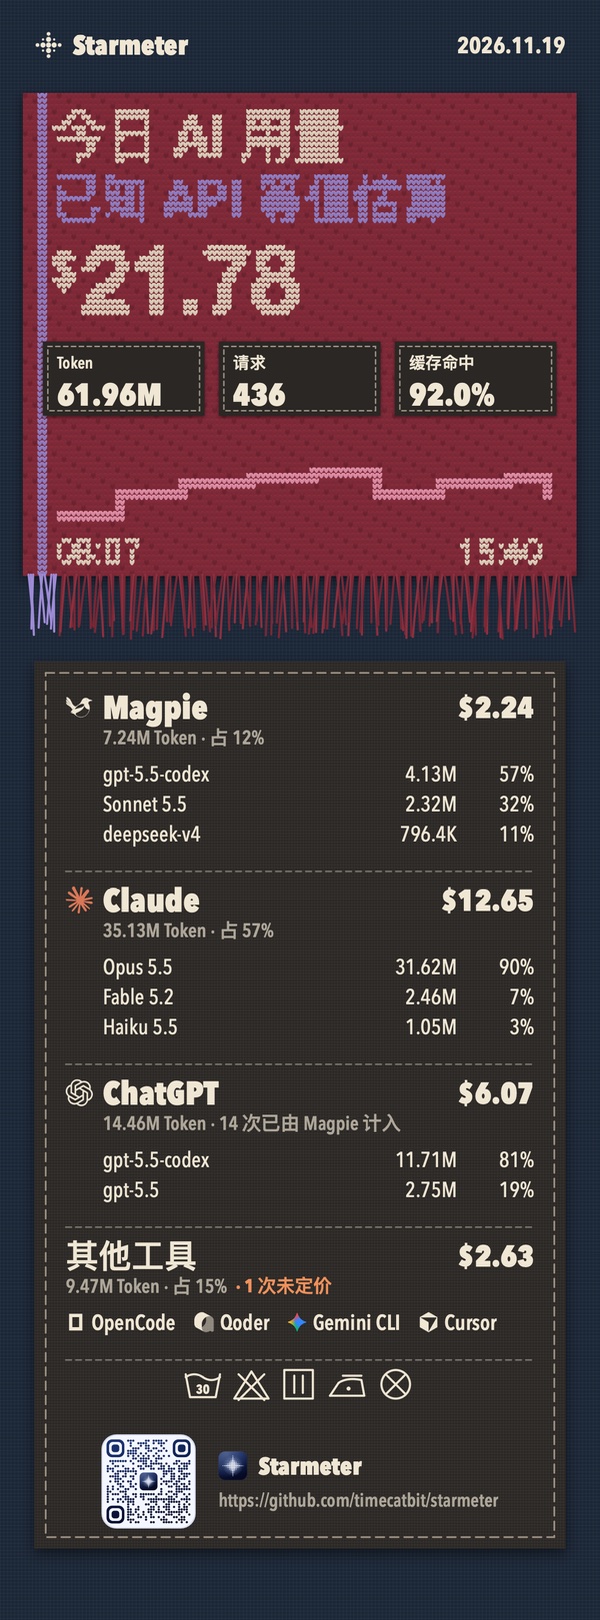 Starmeter
2026.11.19
今日 AI 用量
已知 API 等值估算
$21.78
Token
61.96M
请求
436
缓存命中
92.0%
08:07
15:40
Magpie $2.24
7.24M Token · 占 12%
gpt-5.5-codex 4.13M 57%
Sonnet 5.5 2.32M 32%
deepseek-v4 796.4K 11%
Claude $12.65
35.13M Token · 占 57%
Opus 5.5 31.62M 90%
Fable 5.2 2.46M 7%
Haiku 5.5 1.05M 3%
ChatGPT $6.07
14.46M Token · 14 次已由 Magpie 计入
gpt-5.5-codex 11.71M 81%
gpt-5.5 2.75M 19%
其他工具 $2.63
9.47M Token · 占 15% · 1 次未定价
OpenCode Qoder Gemini CLI Cursor
30
Starmeter
https://github.com/timecatbit/starmeter